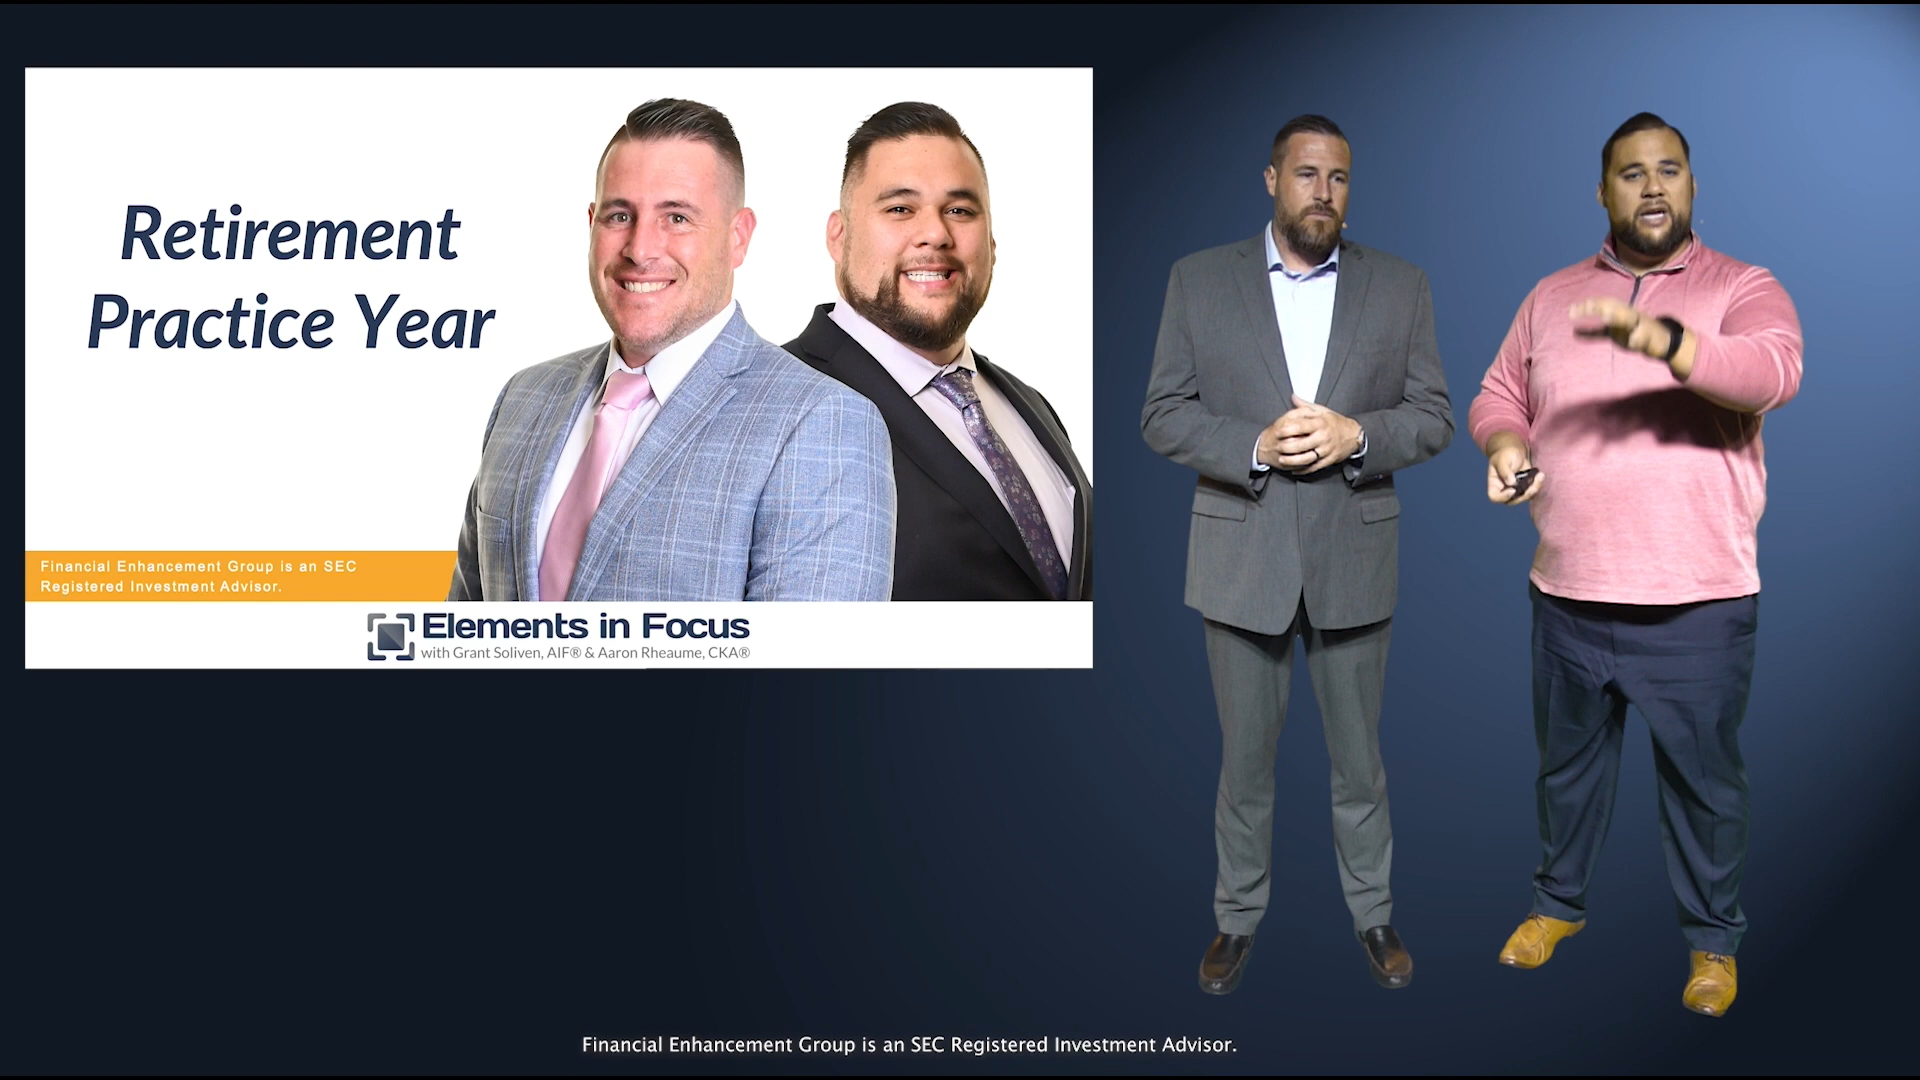 Retirement
Practice Year
Financial Enhancement Group is an SEC
Registered Investment Advisor.
Elements in Focus
with Grant Soliven, AIF® & Aaron Rheaume, CKA®
Financial Enhancement Group is an SEC Registered Investment Advisor.